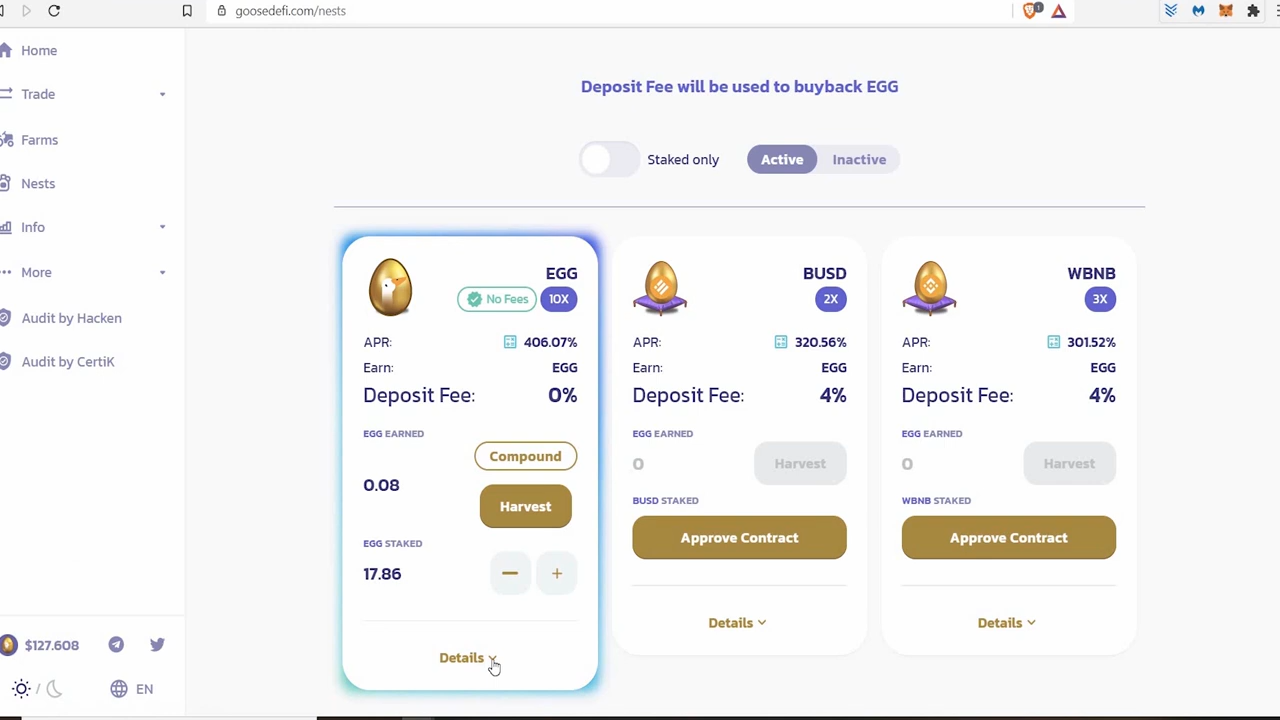 goosedefi.com/nests
1
Home
Trade
Farms
Nests
Info
More
Audit by Hacken
Audit by CertiK
$127.608
EN
Deposit Fee will be used to buyback EGG
Staked only
Active
Inactive
EGG
No Fees
10X
APR:
406.07%
Earn:
EGG
Deposit Fee:
0%
EGG EARNED
Compound
0.08
Harvest
EGG STAKED
17.86
Details
BUSD
2X
APR:
320.56%
Earn:
EGG
Deposit Fee:
4%
EGG EARNED
0
Harvest
BUSD STAKED
Approve Contract
Details
WBNB
3X
APR:
301.52%
Earn:
EGG
Deposit Fee:
4%
EGG EARNED
0
Harvest
WBNB STAKED
Approve Contract
Details